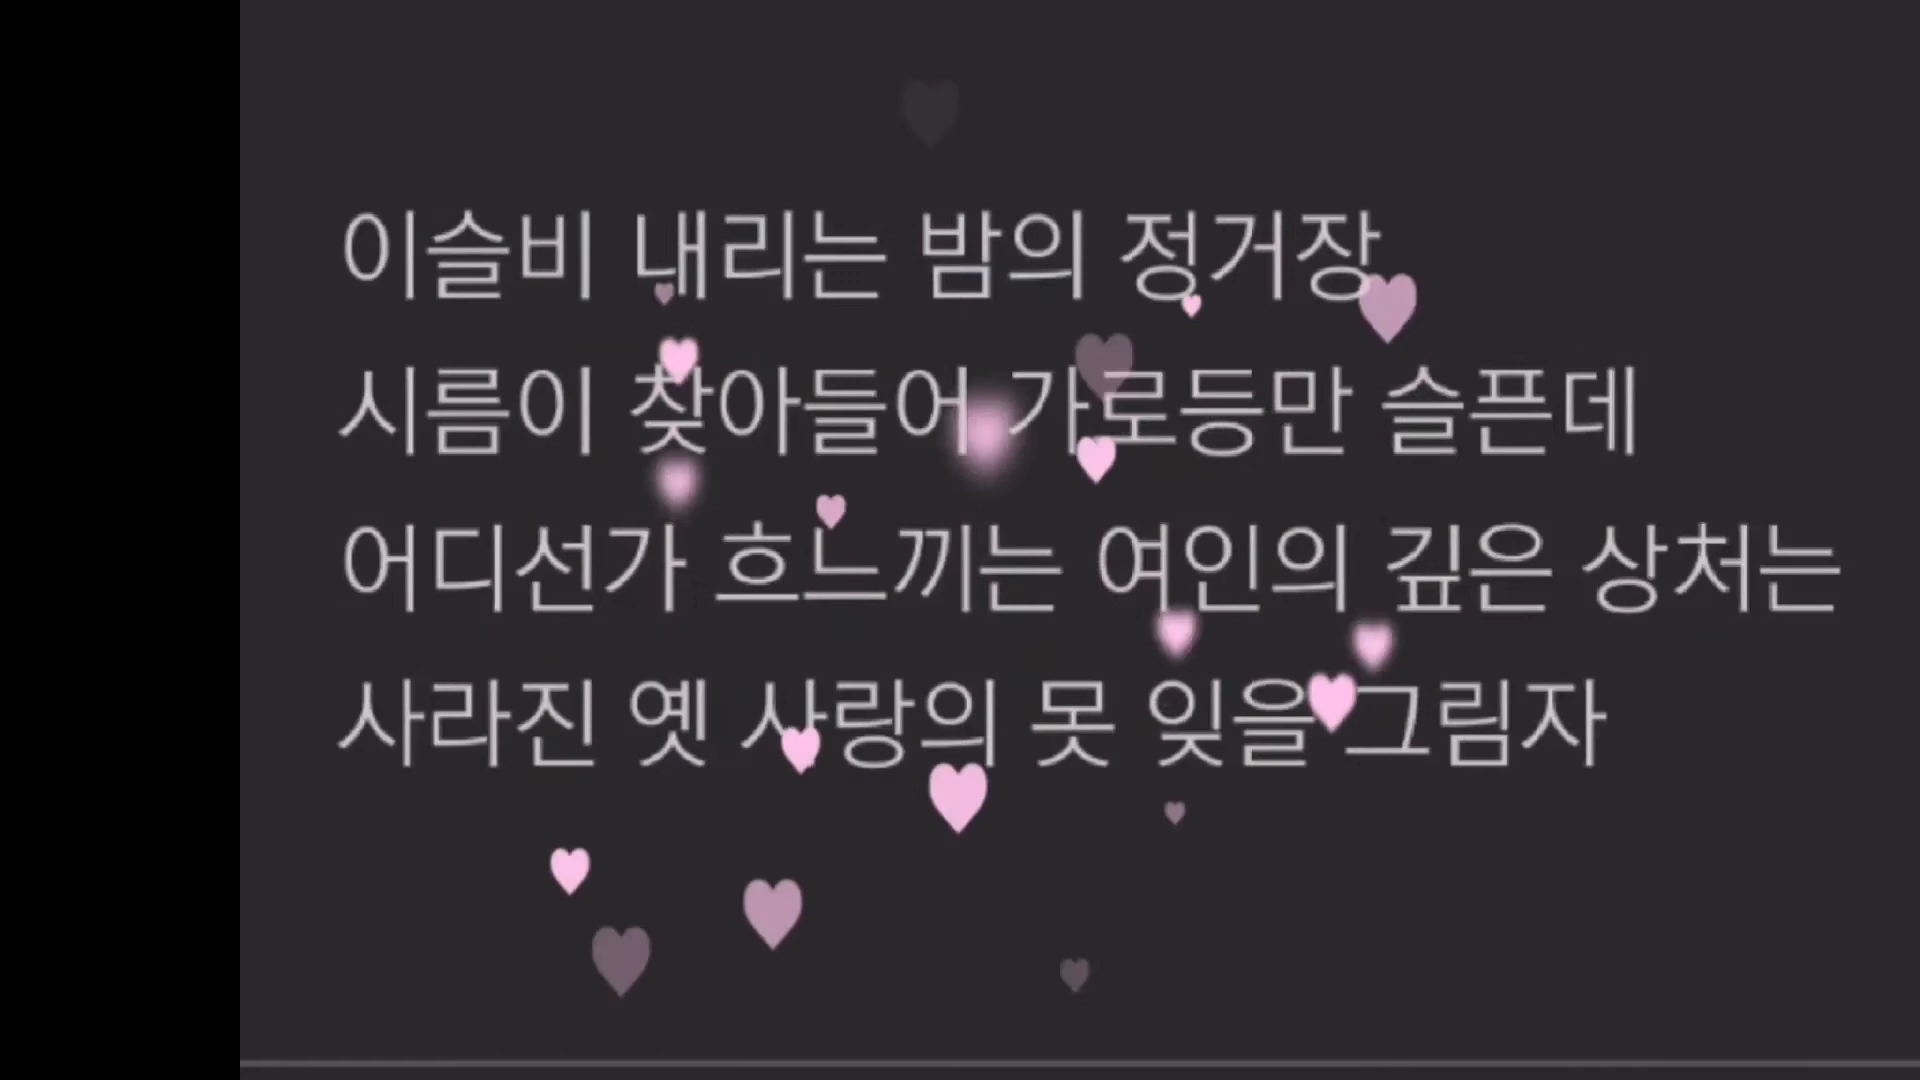 이슬비 내리는 밤의 정거장
시름이 찾아들어 가로등만 슬픈데
어디선가 흐느끼는 여인의 깊은 상처는
사라진 옛 사랑의 못 잊을 그림자